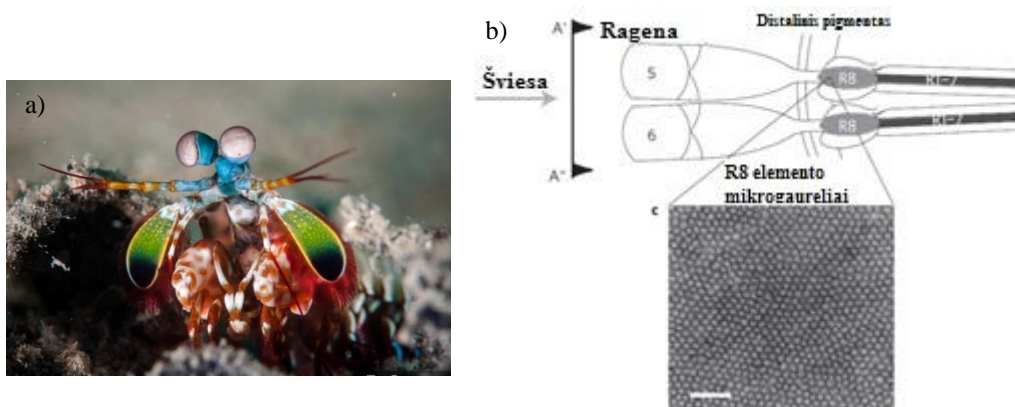 a)
b)
A'
Ragena
Distalinis pigmentas
Šviesa
5
R8
R1-7
6
R8
R1-7
A"
R8 elemento
mikrogaureliai
c